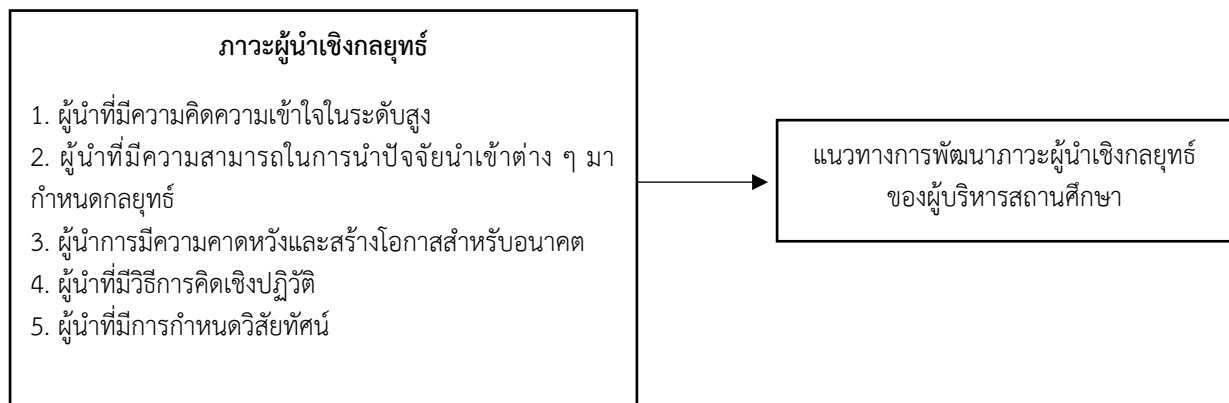 ภาวะผู้นำเชิงกลยุทธ์
1. ผู้นำที่มีความคิดความเข้าใจในระดับสูง
2. ผู้นำที่มีความสามารถในการนำปัจจัยนำเข้าต่าง ๆ มา
กำหนดกลยุทธ์
3. ผู้นำการมีความคาดหวังและสร้างโอกาสสำหรับอนาคต
4. ผู้นำที่มีวิธีการคิดเชิงปฏิวัติ
5. ผู้นำที่มีการกำหนดวิสัยทัศน์
แนวทางการพัฒนาภาวะผู้นำเชิงกลยุทธ์
ของผู้บริหารสถานศึกษา